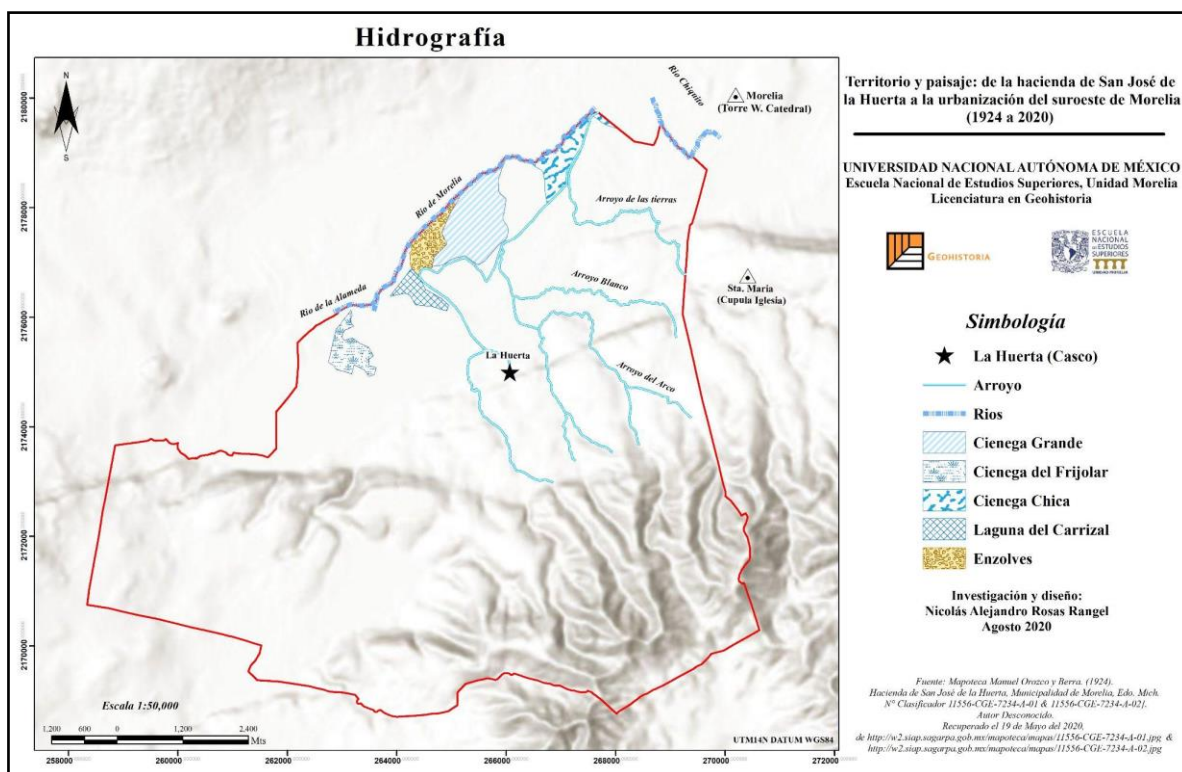 Hidrografía
N
S
Río Chiquito
Morelia
(Torre W. Catedral)
Río de Morelia
Arroyo de las tierras
Arroyo Blanco
Sta. María
(Cupula Iglesia)
Río de la Alameda
La Huerta
Arroyo del Arco
2180000
2178000
2176000
2174000
2172000
2170000
Escala 1:50,000
1,200 600 0 1,200 2,400
Mts
UTM14N DATUM WGS84
258000 260000 262000 264000 266000 268000 270000 272000
Territorio y paisaje: de la hacienda de San José de
la Huerta a la urbanización del suroeste de Morelia
(1924 a 2020)
UNIVERSIDAD NACIONAL AUTÓNOMA DE MÉXICO
Escuela Nacional de Estudios Superiores, Unidad Morelia
Licenciatura en Geohistoria
GEOHISTORIA
ESCUELA
NACIONAL
DE ESTUDIOS
SUPERIORES
UNIDAD MORELIA
Simbología
La Huerta (Casco)
Arroyo
Rios
Cienega Grande
Cienega del Frijolar
Cienega Chica
Laguna del Carrizal
Enzolves
Investigación y diseño:
Nicolás Alejandro Rosas Rangel
Agosto 2020
Fuente: Mapoteca Manuel Orozco y Berra. (1924).
Hacienda de San José de la Huerta, Municipalidad de Morelia, Edo. Mich.
N° Clasificador 11556-CGE-7234-A-01 & 11556-CGE-7234-A-02].
Autor Desconocido.
Recuperado el 19 de Mayo del 2020.
de http://w2.siap.sagarpa.gob.mx/mapoteca/mapas/11556-CGE-7234-A-01.jpg &
http://w2.siap.sagarpa.gob.mx/mapoteca/mapas/11556-CGE-7234-A-02.jpg